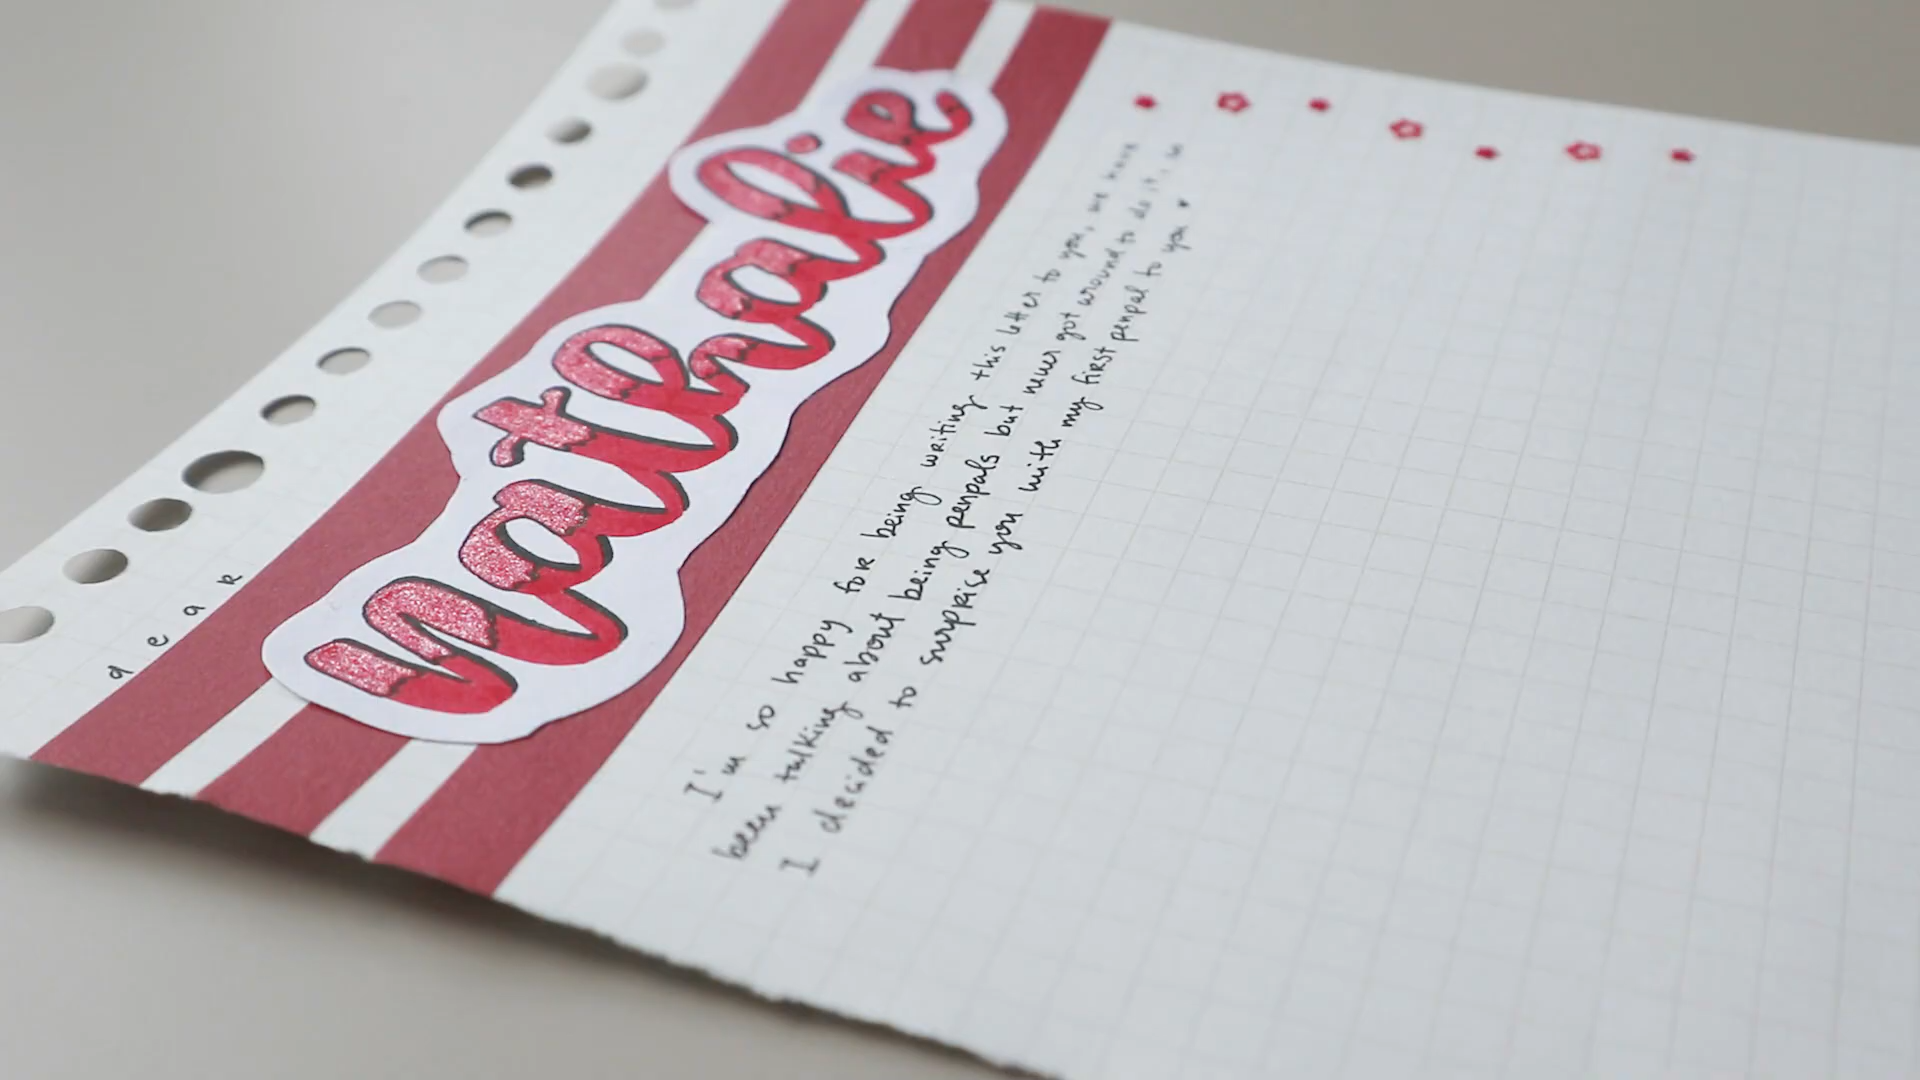 dear
nathalie
I'm so happy for being writing this letter to you, we have
been talking about being penpals but never got around to do it, so
I decided to surprise you with my first penpal to you ♥